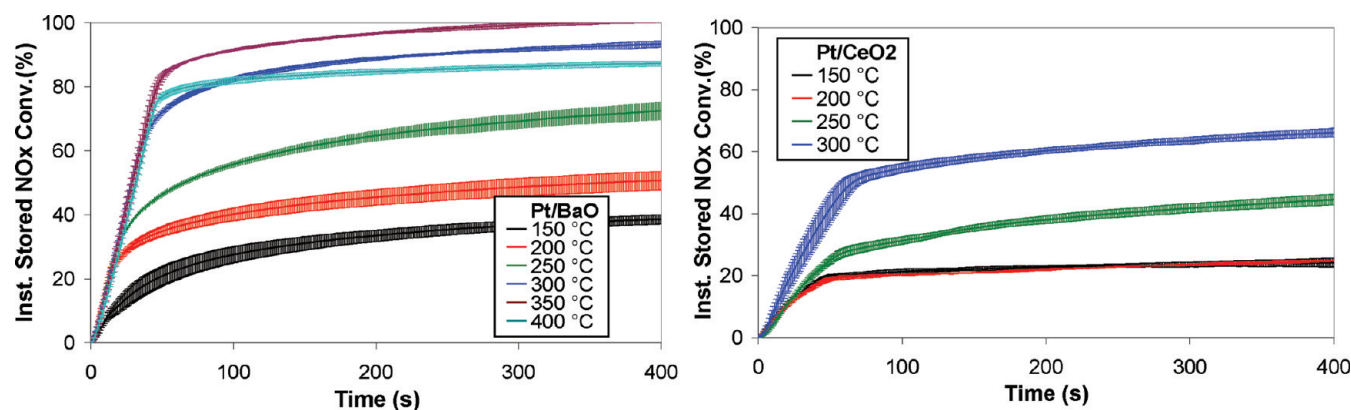 Inst. Stored NOx Conv.(%)
100
80
60
40
20
0
0 100 200 300 400
Time (s)
Pt/BaO
150 °C
200 °C
250 °C
300 °C
350 °C
400 °C
Inst. Stored NOx Conv.(%)
100
80
60
40
20
0
0 100 200 300 400
Time (s)
Pt/CeO2
150 °C
200 °C
250 °C
300 °C